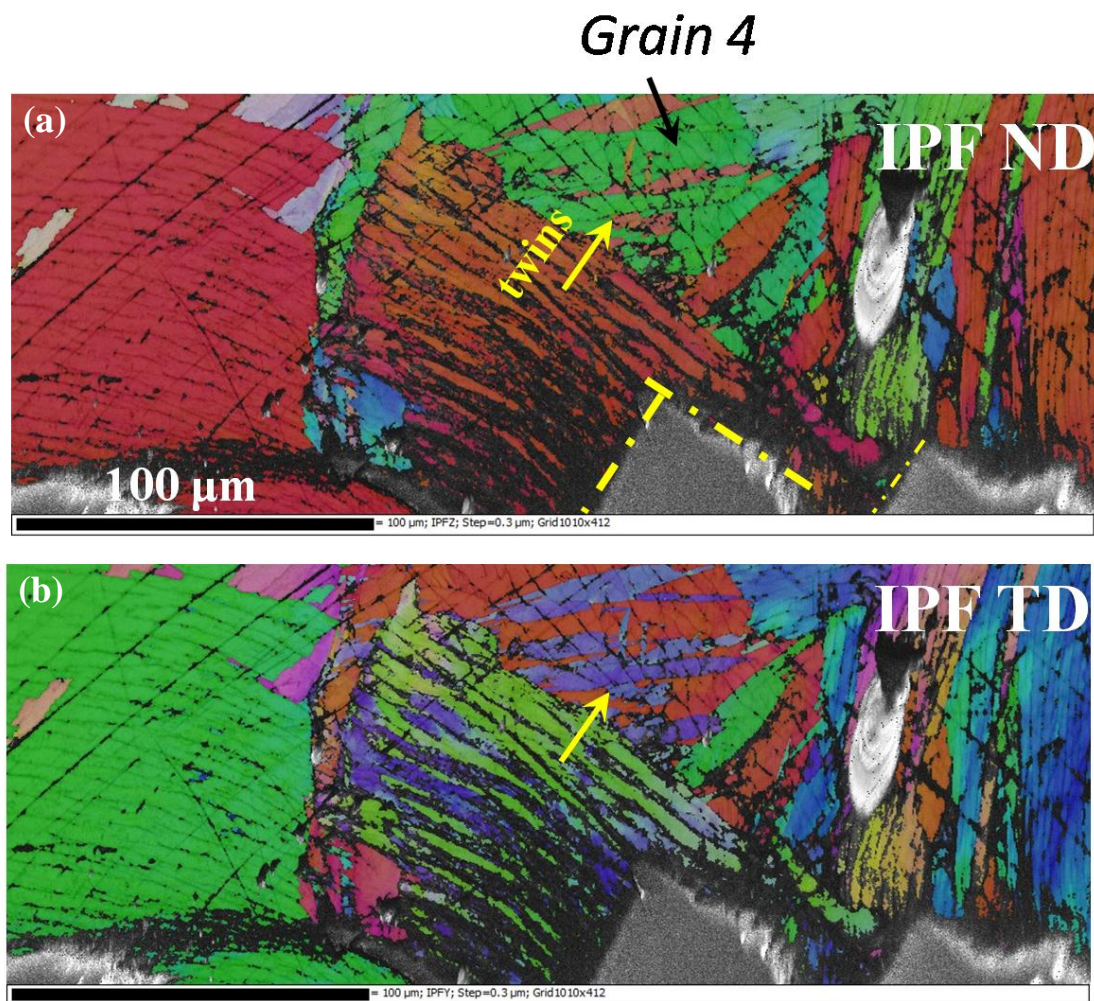 Grain 4
(a)
IPF ND
twins
100 μm
= 100 μm; IPFZ; Step=0.3 μm; Grid1010x412
(b)
IPF TD
= 100 μm; IPFY; Step=0.3 μm; Grid1010x412